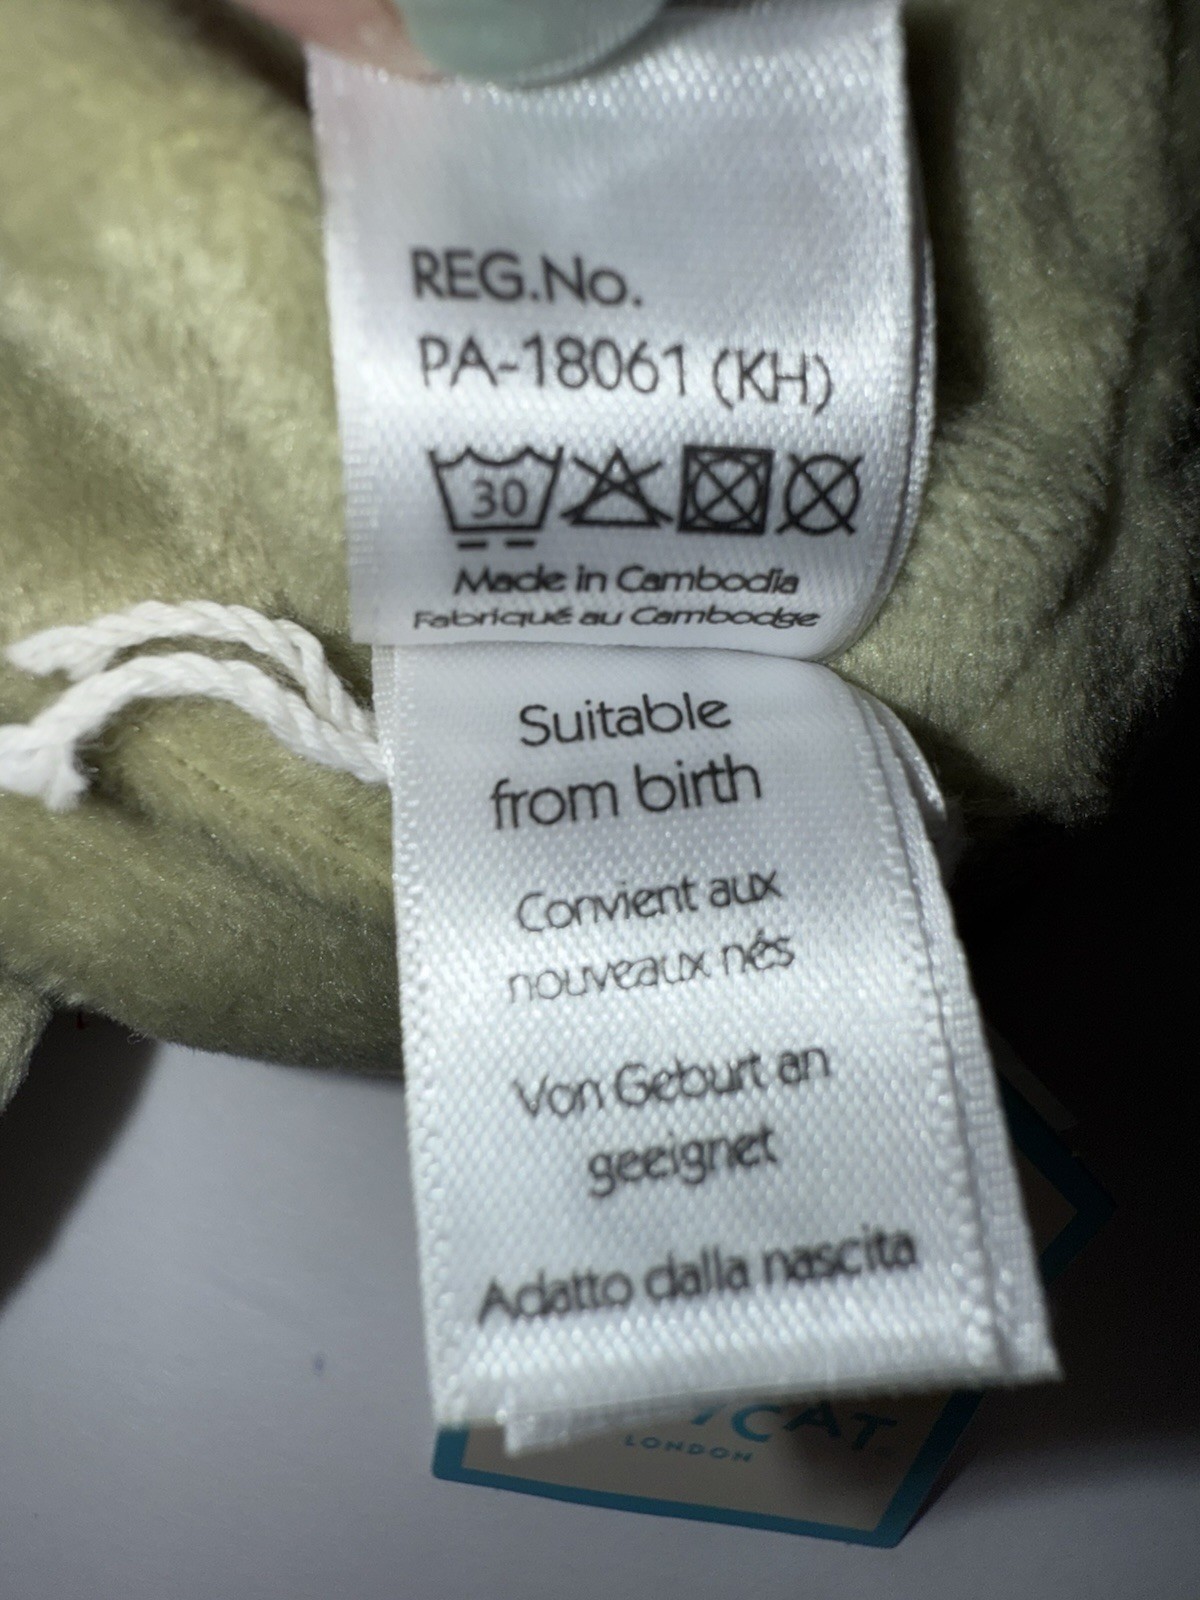 REG.No.
PA-18061 (KH)
30
Made in Cambodia
Fabriqué au Cambodge
Suitable
from birth
Convient aux
nouveaux nés
Von Geburt an
geeignet
Adatto dalla nascita
YCAT
LONDON